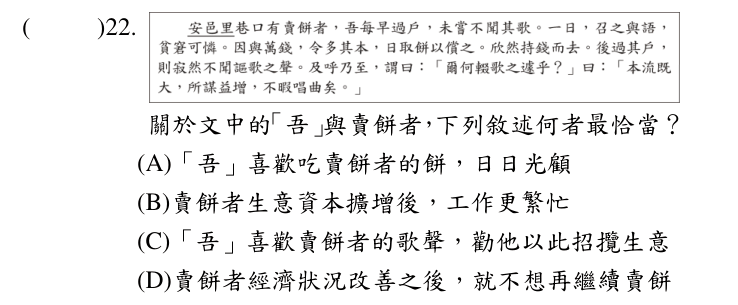 (　　)22.
安邑里巷口有賣餅者，吾每早過戶，未嘗不聞其歌。一日，召之與語，
貧窘可憐。因與萬錢，令多其本，日取餅以償之。欣然持錢而去。後過其戶，
則寂然不聞謳歌之聲。及呼乃至，謂曰：「爾何輟歌之遽乎？」曰：「本流既
大，所謀益增，不暇唱曲矣。」
關於文中的「吾」與賣餅者，下列敘述何者最恰當？
(A)「吾」喜歡吃賣餅者的餅，日日光顧
(B)賣餅者生意資本擴增後，工作更繁忙
(C)「吾」喜歡賣餅者的歌聲，勸他以此招攬生意
(D)賣餅者經濟狀況改善之後，就不想再繼續賣餅